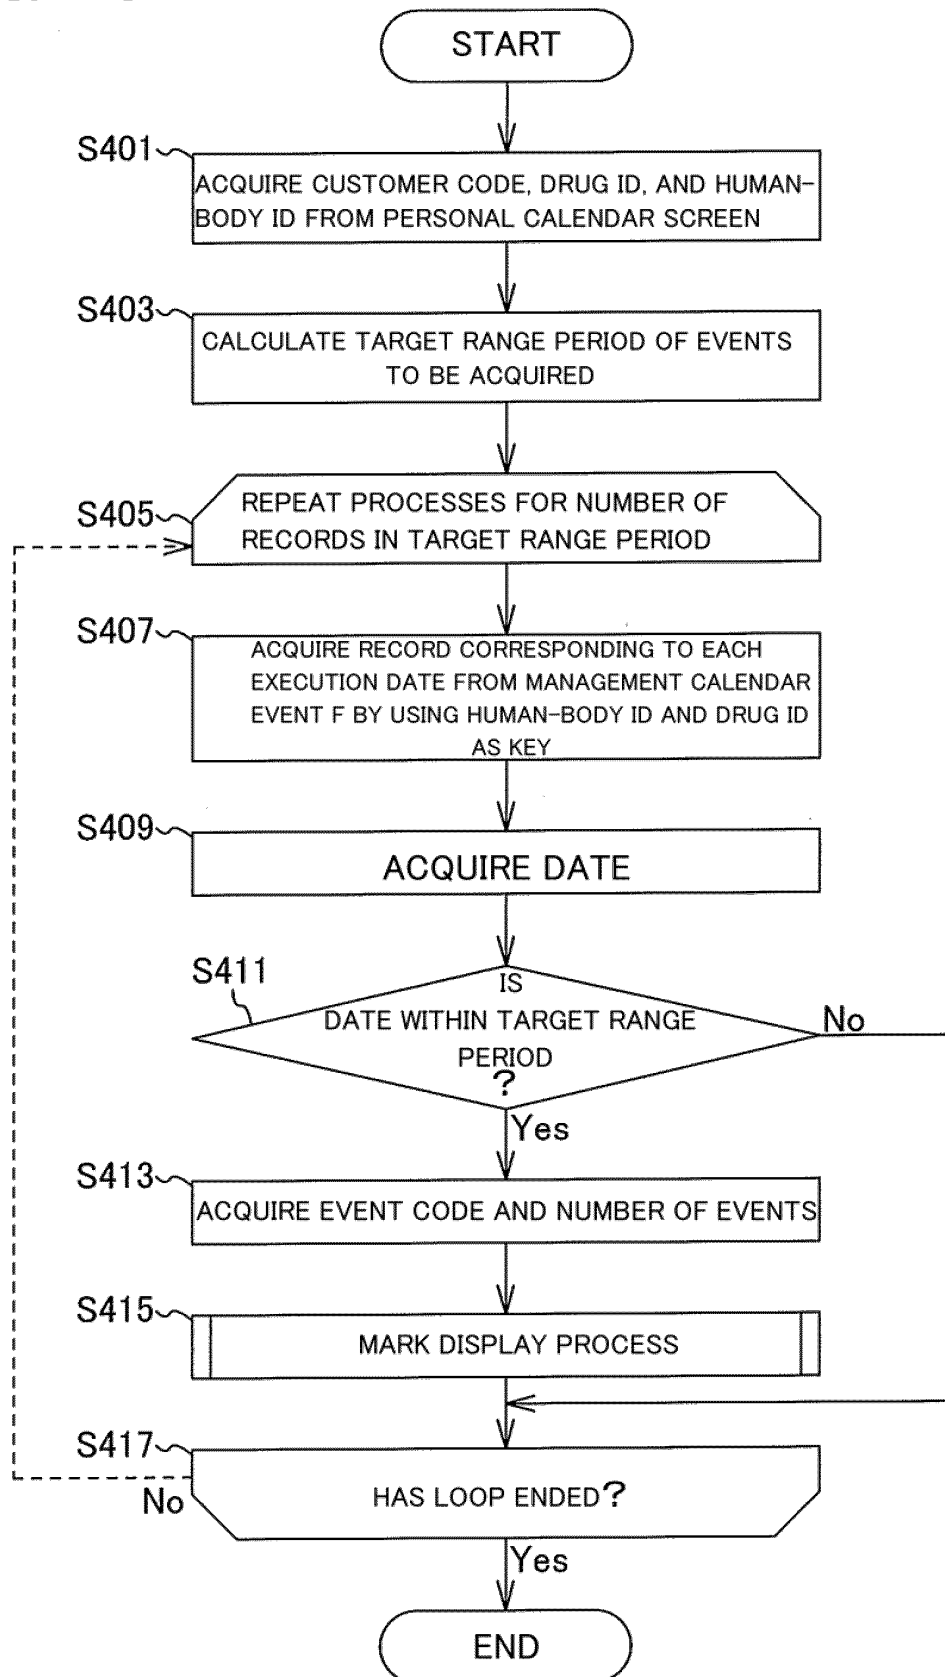 START
S401
ACQUIRE CUSTOMER CODE, DRUG ID, AND HUMAN-
BODY ID FROM PERSONAL CALENDAR SCREEN
S403
CALCULATE TARGET RANGE PERIOD OF EVENTS
TO BE ACQUIRED
S405
REPEAT PROCESSES FOR NUMBER OF
RECORDS IN TARGET RANGE PERIOD
S407
ACQUIRE RECORD CORRESPONDING TO EACH
EXECUTION DATE FROM MANAGEMENT CALENDAR
EVENT F BY USING HUMAN-BODY ID AND DRUG ID
AS KEY
S409
ACQUIRE DATE
S411
IS
DATE WITHIN TARGET RANGE
PERIOD
?
No
Yes
S413
ACQUIRE EVENT CODE AND NUMBER OF EVENTS
S415
MARK DISPLAY PROCESS
S417
HAS LOOP ENDED?
No
Yes
END